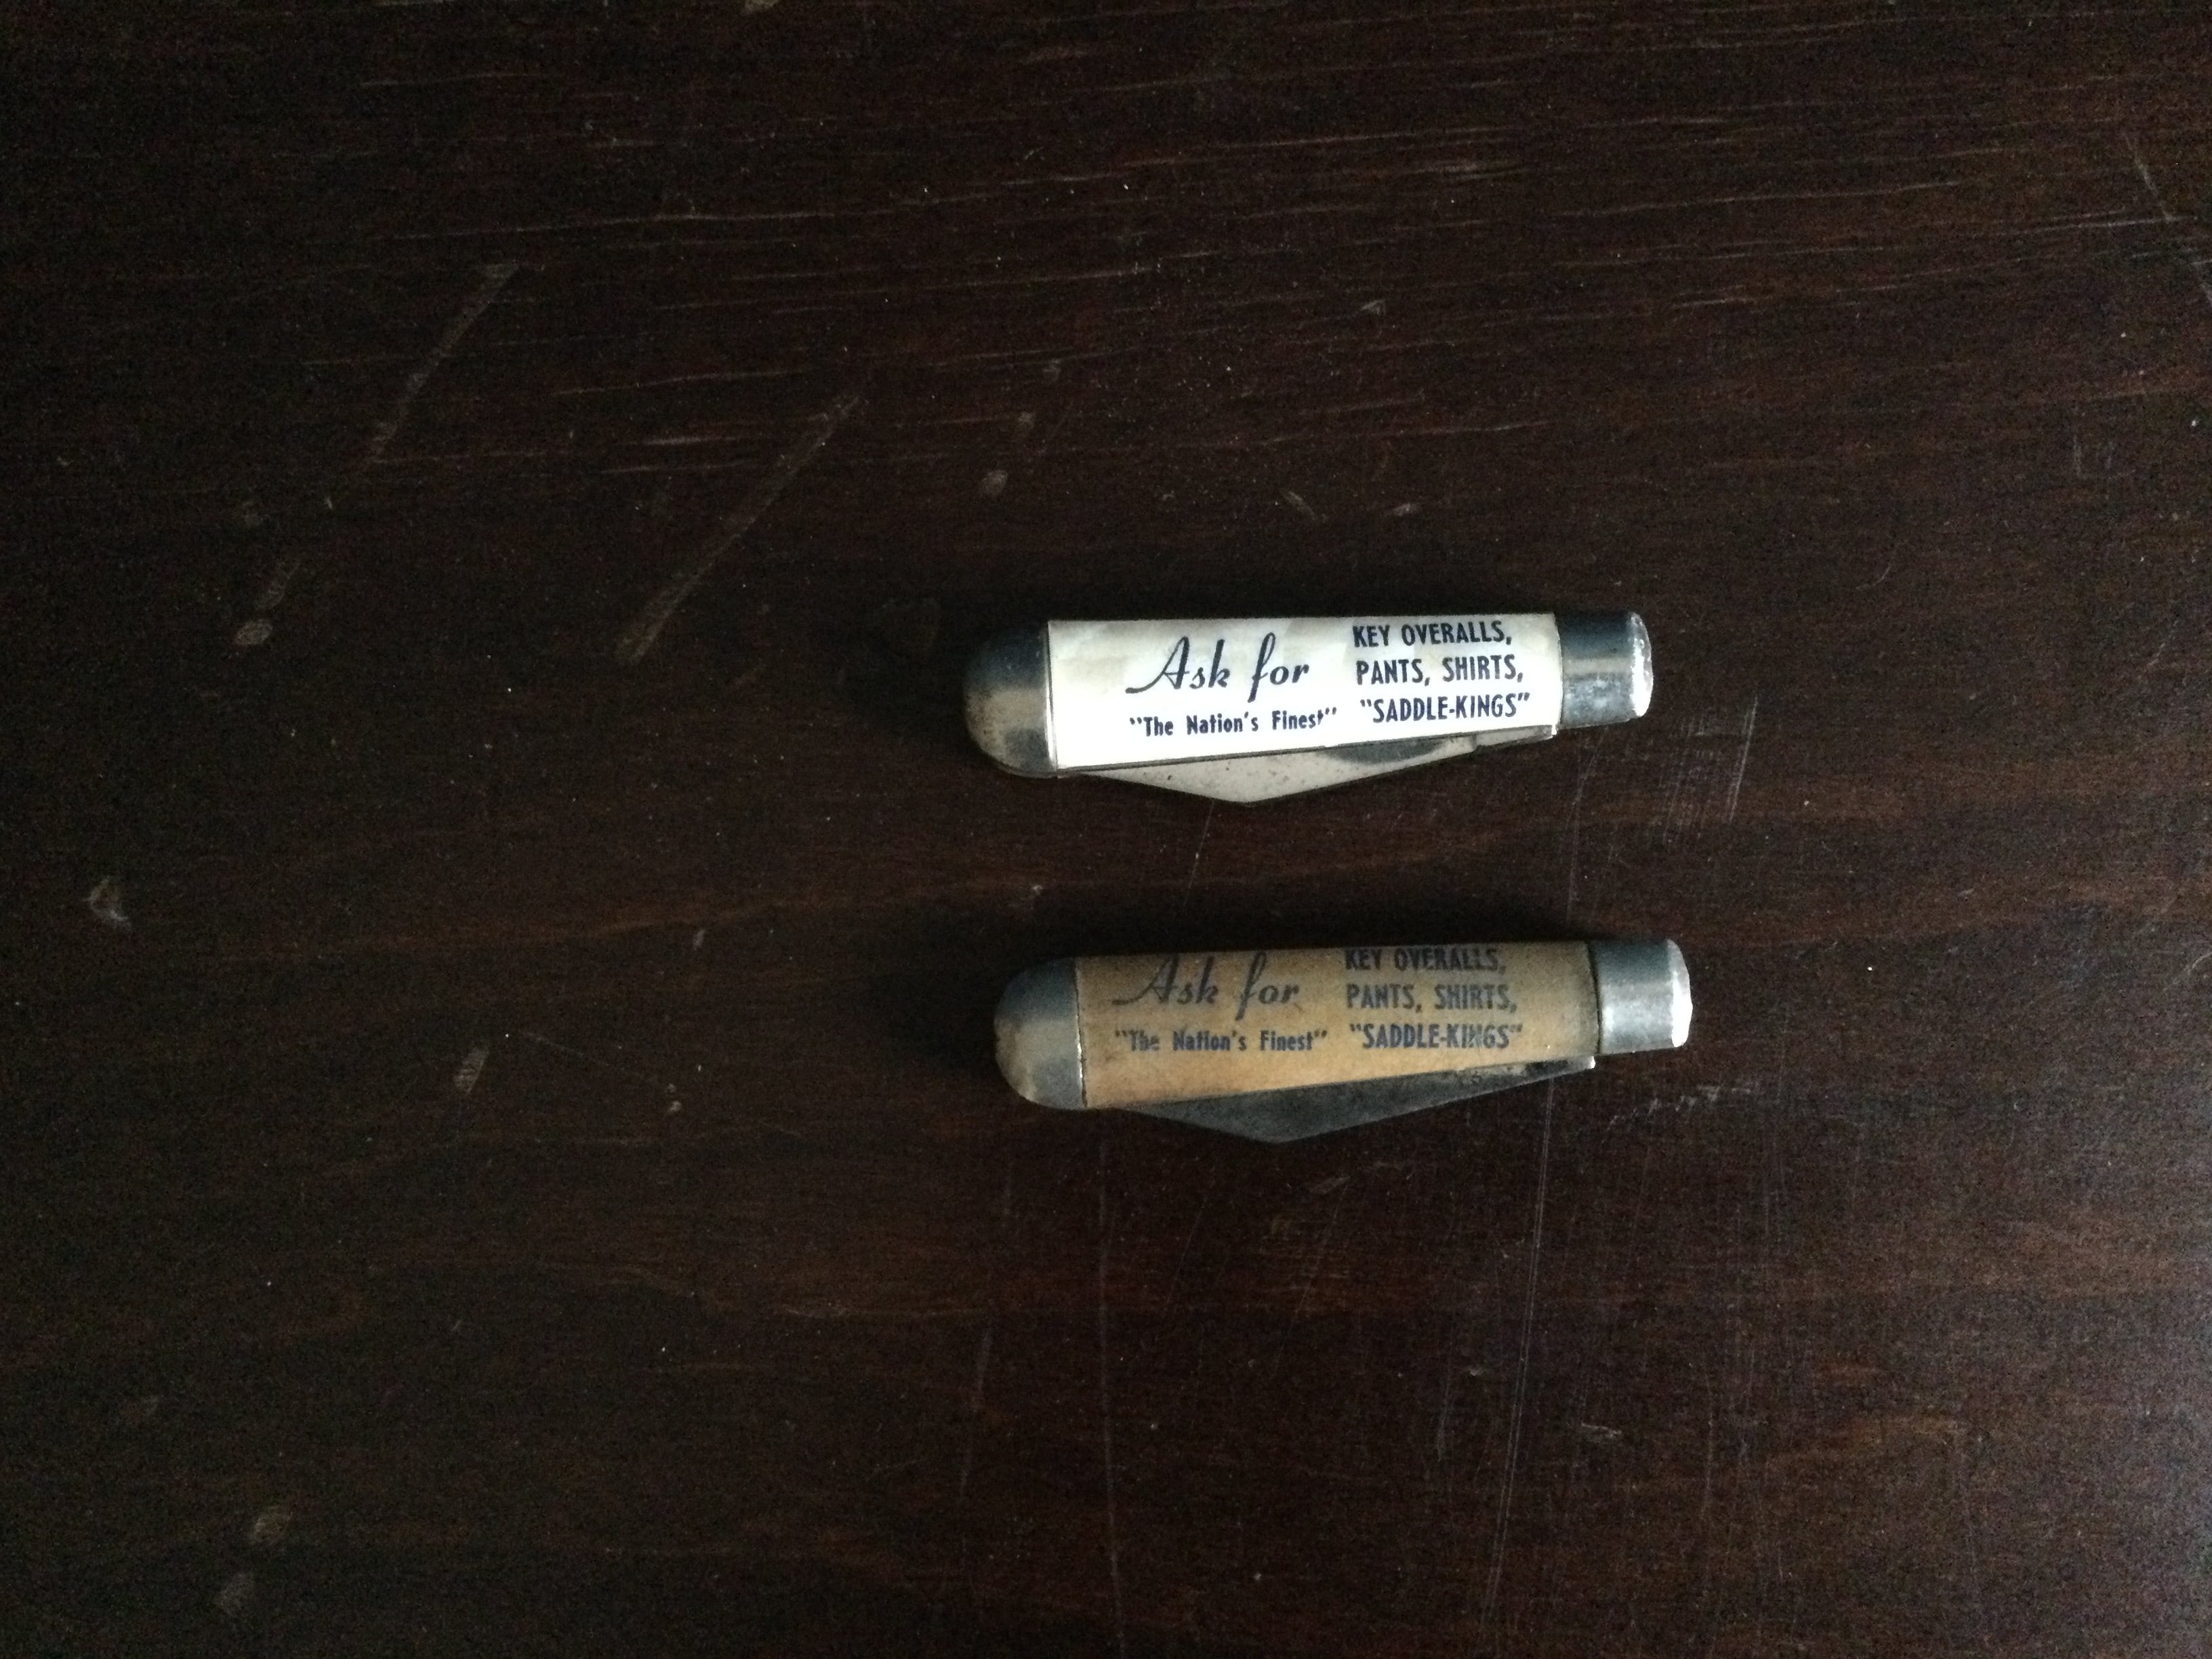 Ask for
"The Nation's Finest"
KEY OVERALLS,
PANTS, SHIRTS,
"SADDLE-KINGS"
Ask for
"The Nation's Finest"
KEY OVERALLS,
PANTS, SHIRTS,
"SADDLE-KINGS"